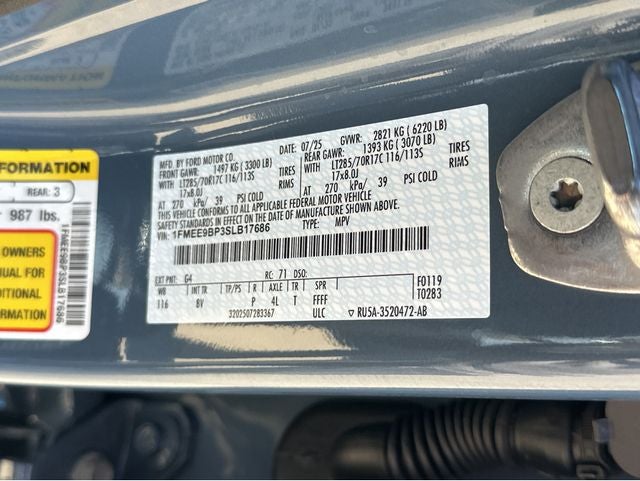 MFD. BY FORD MOTOR CO.
DATE: 07/25 GVWR: 2821 KG ( 6220 LB)
FRONT GAWR: 1497 KG ( 3300 LB) REAR GAWR: 1393 KG ( 3070 LB)
WITH LT285/70R17C 116/113S TIRES WITH LT285/70R17C 116/113S TIRES
17x8.0J RIMS 17x8.0J RIMS
AT 270 kPa/ 39 PSI COLD AT 270 kPa/ 39 PSI COLD
THIS VEHICLE CONFORMS TO ALL APPLICABLE FEDERAL MOTOR VEHICLE
SAFETY STANDARDS IN EFFECT ON THE DATE OF MANUFACTURE SHOWN ABOVE.
VIN: 1FMEE9BP3SLB17686 TYPE: MPV
EXT PNT: G4 RC: 71 DSO: F0119
WB INT TR TP/PS R AXLE TR SPR T0283
116 8V P 4L T FFFF
3202507283367 ULC ▽ RU5A-3520472-AB
INFORMATION
REAR: 3
987 lbs.
OWNERS
MANUAL FOR
ADDITIONAL
INFORMATION
1FMEE9BP3SLB17686